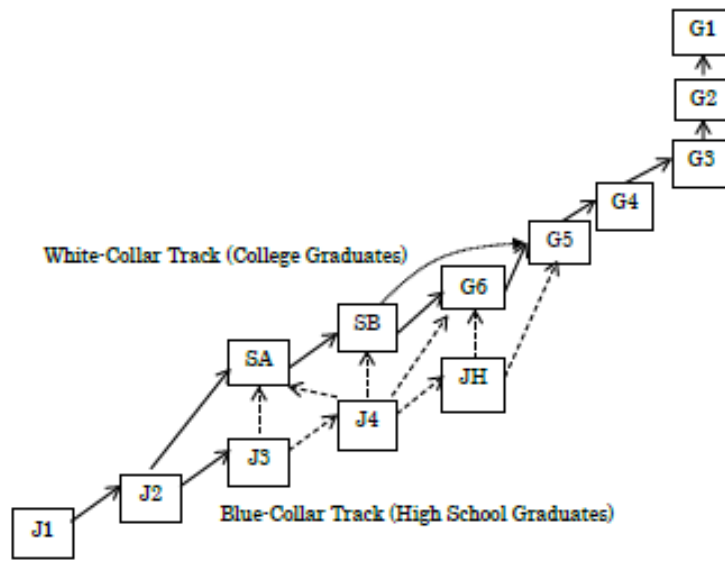 G1
G2
G3
G4
G5
White-Collar Track (College Graduates)
G6
SB
SA
JH
J4
J3
J2
Blue-Collar Track (High School Graduates)
J1